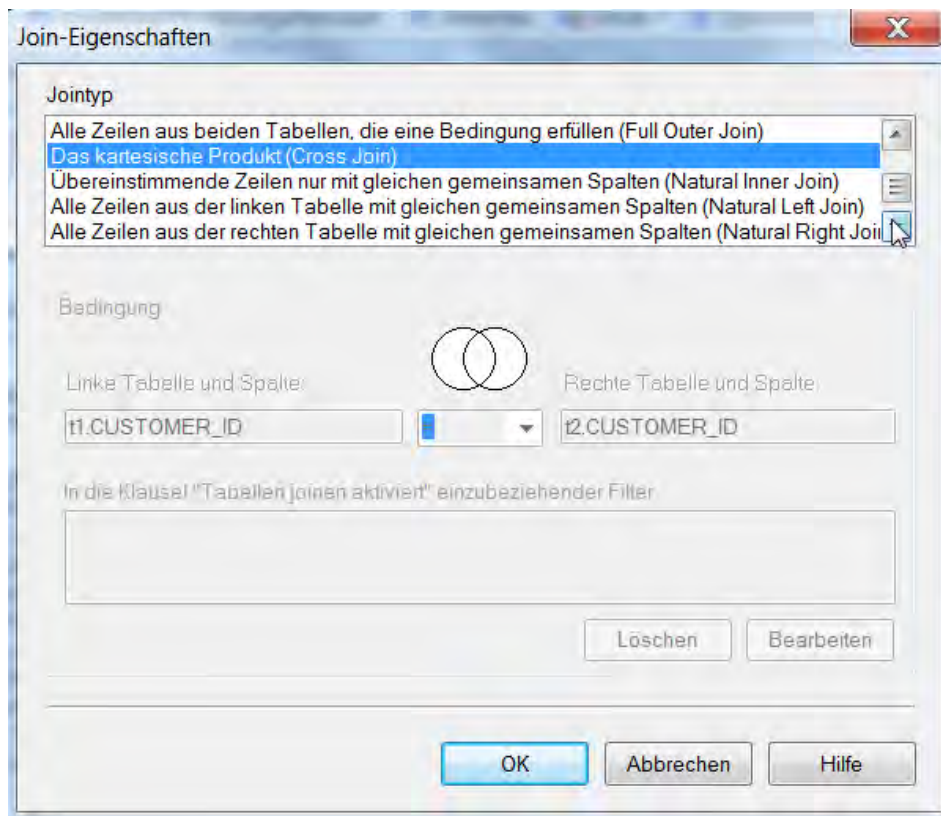 Join-Eigenschaften
Jointyp
Alle Zeilen aus beiden Tabellen, die eine Bedingung erfüllen (Full Outer Join)
Das kartesische Produkt (Cross Join)
Übereinstimmende Zeilen nur mit gleichen gemeinsamen Spalten (Natural Inner Join)
Alle Zeilen aus der linken Tabelle mit gleichen gemeinsamen Spalten (Natural Left Join)
Alle Zeilen aus der rechten Tabelle mit gleichen gemeinsamen Spalten (Natural Right Joi
Bedingung
Linke Tabelle und Spalte: Rechte Tabelle und Spalte
t1.CUSTOMER_ID t2.CUSTOMER_ID
In die Klausel "Tabellen joinen aktiviert" einzubeziehender Filter
Löschen Bearbeiten
OK Abbrechen Hilfe